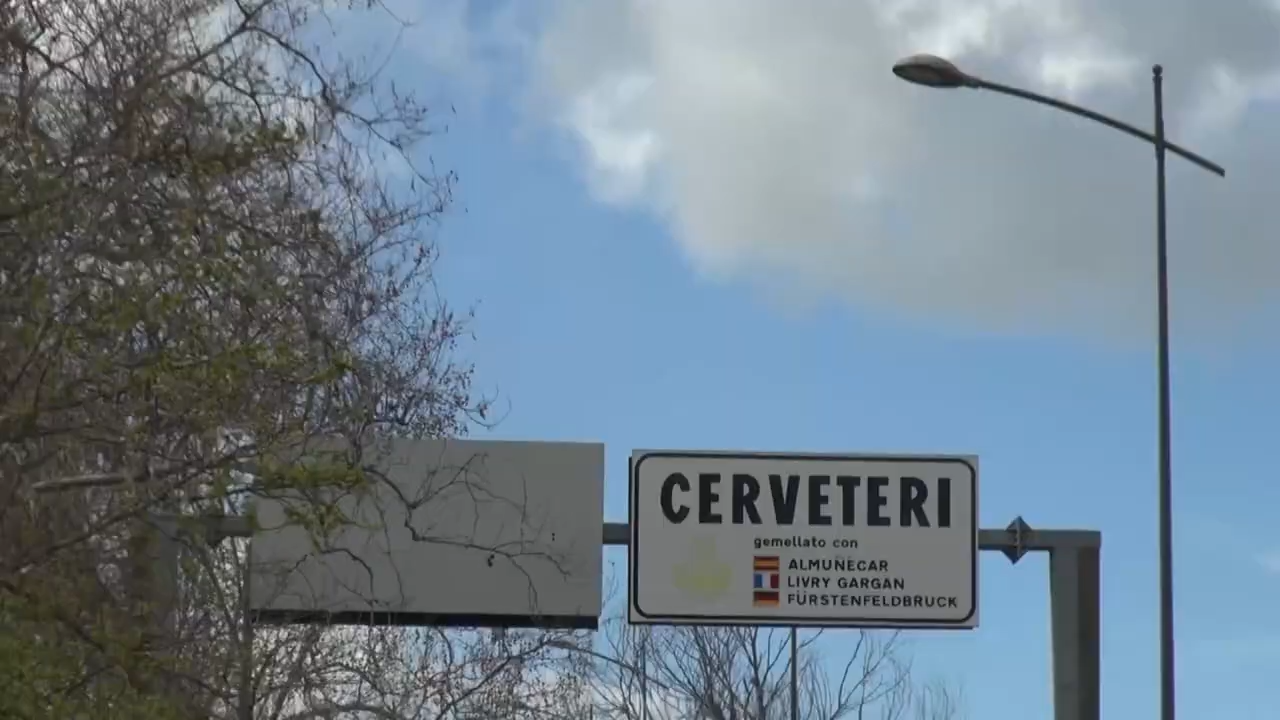 CERVETERI
gemellato con
ALMUÑECAR
LIVRY GARGAN
FÜRSTENFELDBRUCK